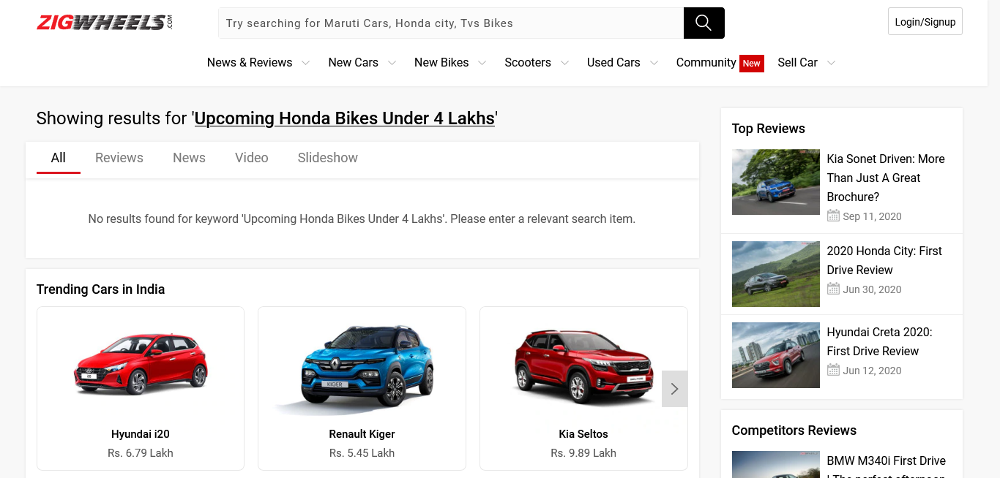 ZIGWHEELS.COM
Try searching for Maruti Cars, Honda city, Tvs Bikes
Login/Signup
News & Reviews
New Cars
New Bikes
Scooters
Used Cars
Community New
Sell Car
Showing results for 'Upcoming Honda Bikes Under 4 Lakhs'
All
Reviews
News
Video
Slideshow
No results found for keyword 'Upcoming Honda Bikes Under 4 Lakhs'. Please enter a relevant search item.
Trending Cars in India
Hyundai i20
Rs. 6.79 Lakh
KIGER
Renault Kiger
Rs. 5.45 Lakh
Kia Seltos
Rs. 9.89 Lakh
Top Reviews
Kia Sonet Driven: More
Than Just A Great
Brochure?
Sep 11, 2020
2020 Honda City: First
Drive Review
Jun 30, 2020
Hyundai Creta 2020:
First Drive Review
Jun 12, 2020
Competitors Reviews
BMW M340i First Drive
| The perfect afternoon